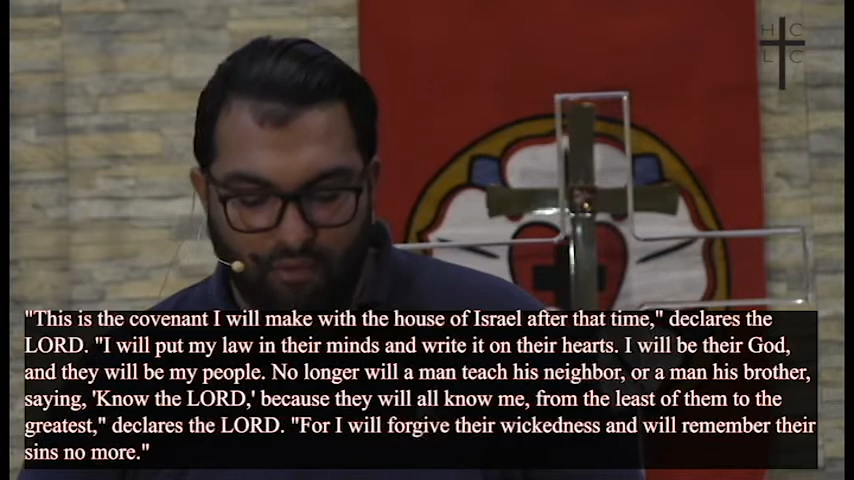 H C
L C
"This is the covenant I will make with the house of Israel after that time," declares the
LORD. "I will put my law in their minds and write it on their hearts. I will be their God,
and they will be my people. No longer will a man teach his neighbor, or a man his brother,
saying, 'Know the LORD,' because they will all know me, from the least of them to the
greatest," declares the LORD. "For I will forgive their wickedness and will remember their
sins no more."